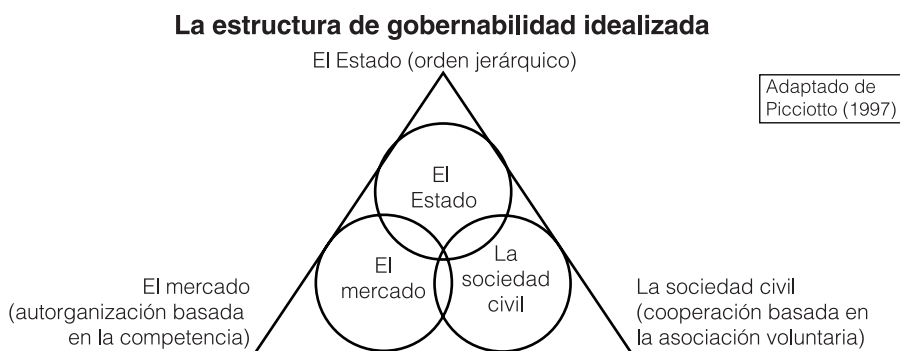 La estructura de gobernabilidad idealizada
El Estado (orden jerárquico)
Adaptado de
Picciotto (1997)
El
Estado
El
mercado
La
sociedad
civil
El mercado
(autorganización basada
en la competencia)
La sociedad civil
(cooperación basada en
la asociación voluntaria)